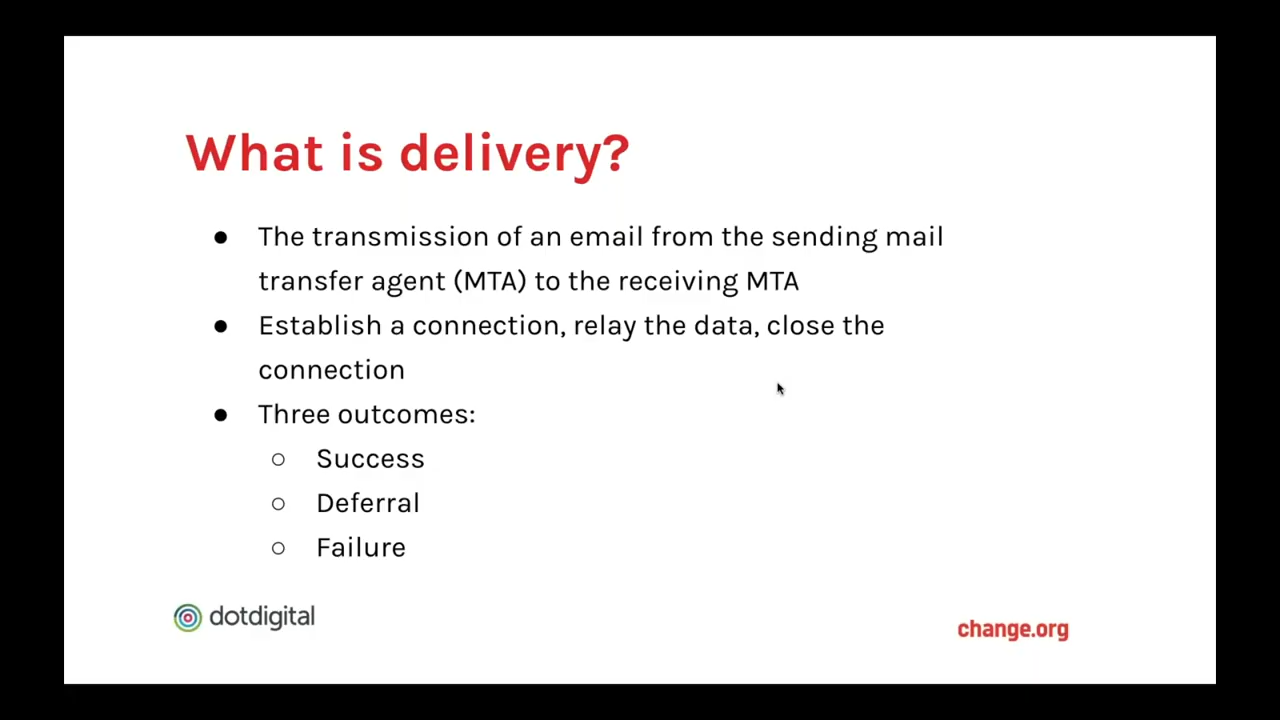 What is delivery?
● The transmission of an email from the sending mail
transfer agent (MTA) to the receiving MTA
● Establish a connection, relay the data, close the
connection
● Three outcomes:
○ Success
○ Deferral
○ Failure
dotdigital
change.org